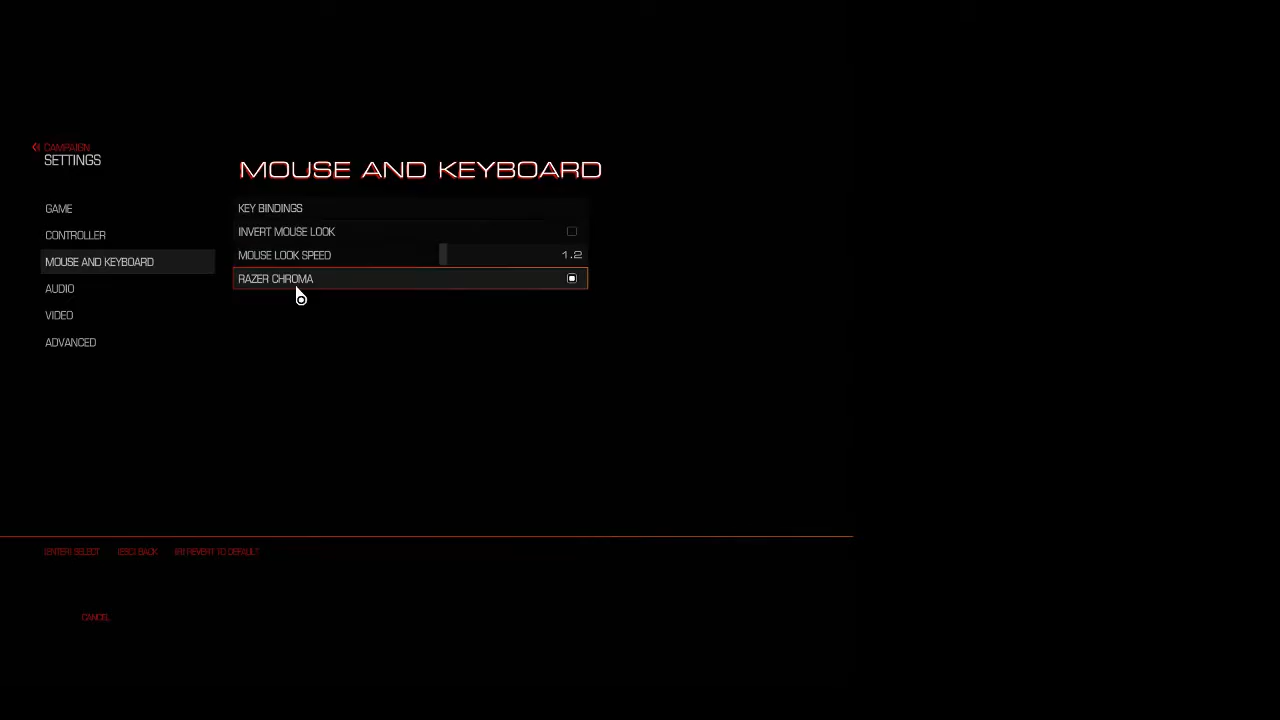 CAMPAIGN
SETTINGS
MOUSE AND KEYBOARD
GAME
CONTROLLER
MOUSE AND KEYBOARD
AUDIO
VIDEO
ADVANCED
KEY BINDINGS
INVERT MOUSE LOOK
MOUSE LOOK SPEED 1.2
RAZER CHROMA
[ENTER] SELECT [ESC] BACK REVERT TO DEFAULT
CANCEL